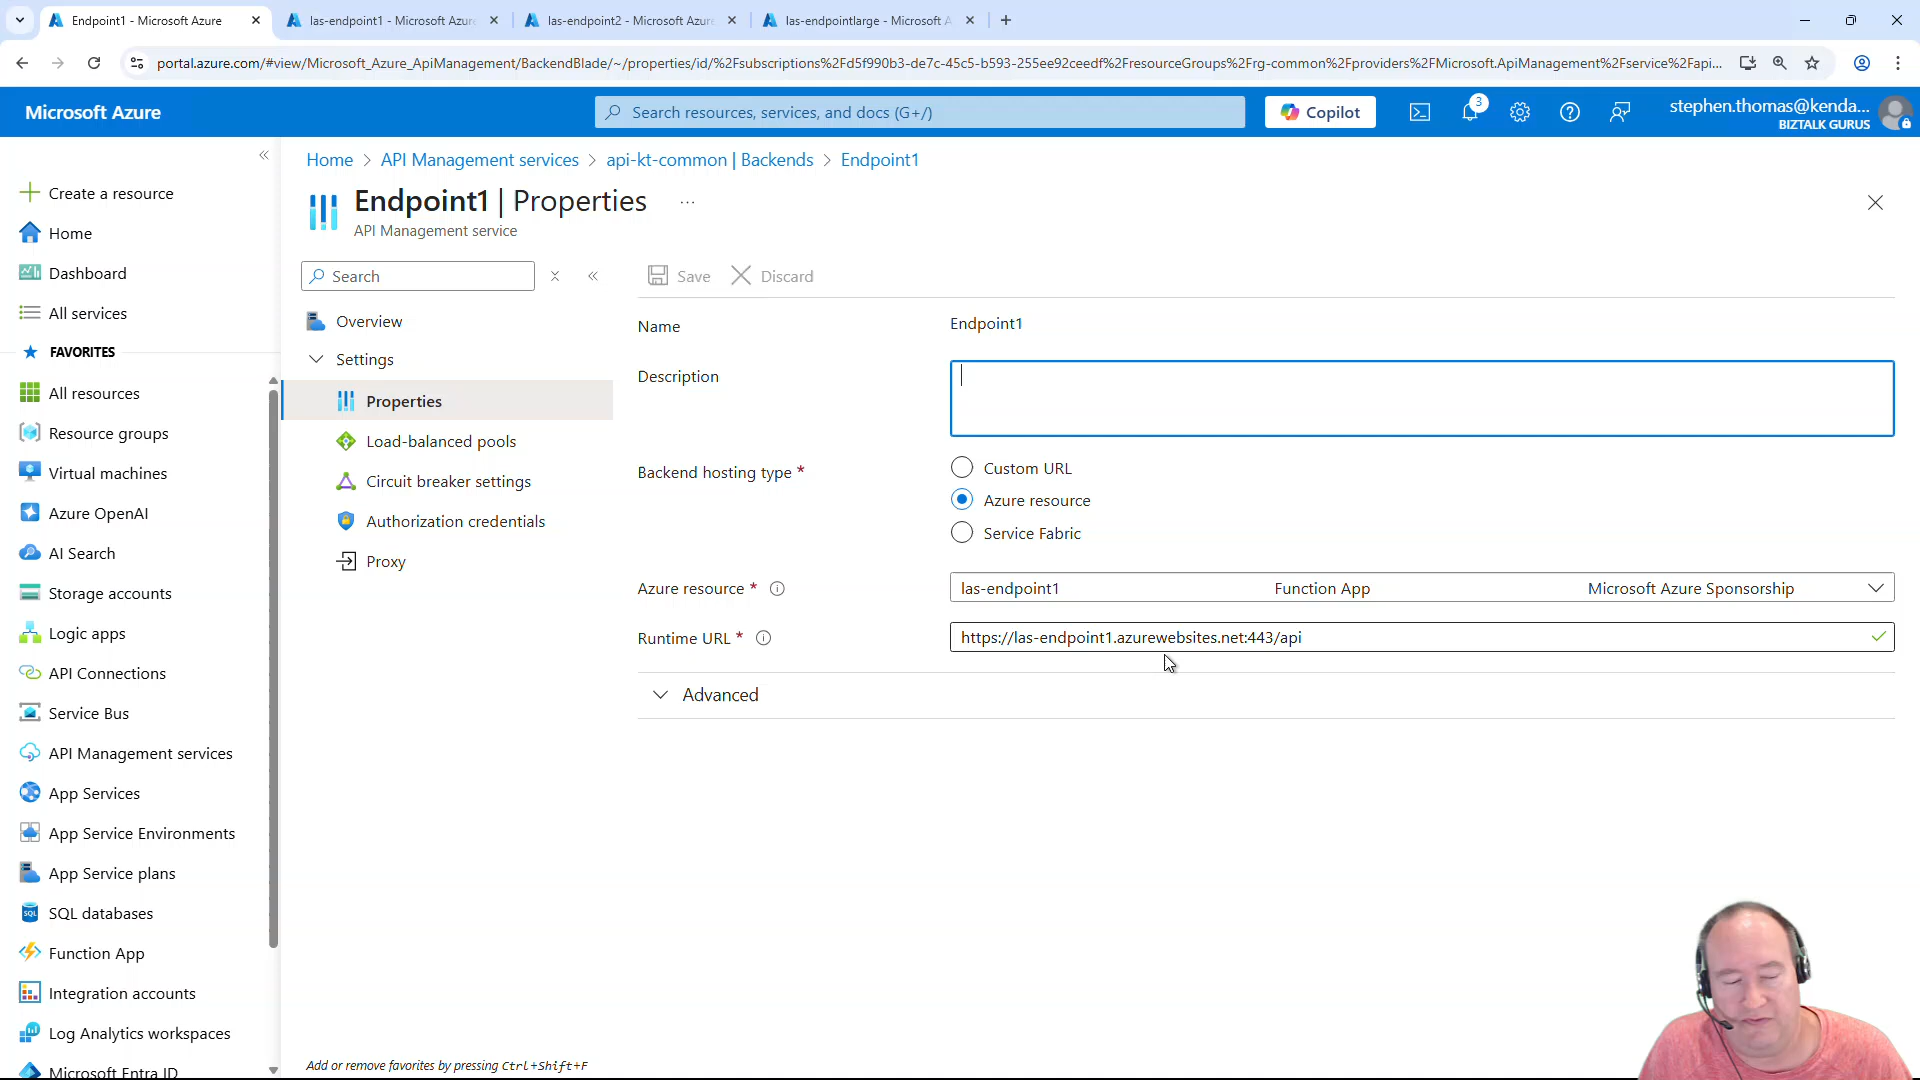 Endpoint1 - Microsoft Azure
las-endpoint1 - Microsoft Azure
las-endpoint2 - Microsoft Azure
las-endpointlarge - Microsoft A
portal.azure.com/#view/Microsoft_Azure_ApiManagement/BackendBlade/~/properties/id/%2Fsubscriptions%2Fd5f990b3-de7c-45c5-b593-255ee92ceedf%2FresourceGroups%2Frg-common%2Fproviders%2FMicrosoft.ApiManagement%2Fservice%2Fapi...
Microsoft Azure
Search resources, services, and docs (G+/)
Copilot
3
stephen.thomas@kenda...
BIZTALK GURUS
Create a resource
Home
Dashboard
All services
FAVORITES
All resources
Resource groups
Virtual machines
Azure OpenAI
AI Search
Storage accounts
Logic apps
API Connections
Service Bus
API Management services
App Services
App Service Environments
App Service plans
SQL databases
Function App
Integration accounts
Log Analytics workspaces
Microsoft Entra ID
Home > API Management services > api-kt-common | Backends > Endpoint1
Endpoint1 | Properties ...
API Management service
Search
Overview
Settings
Properties
Load-balanced pools
Circuit breaker settings
Authorization credentials
Proxy
Save
Discard
Name
Endpoint1
Description
Backend hosting type *
Custom URL
Azure resource
Service Fabric
Azure resource *
las-endpoint1 Function App Microsoft Azure Sponsorship
Runtime URL *
https://las-endpoint1.azurewebsites.net:443/api
Advanced
Add or remove favorites by pressing Ctrl+Shift+F